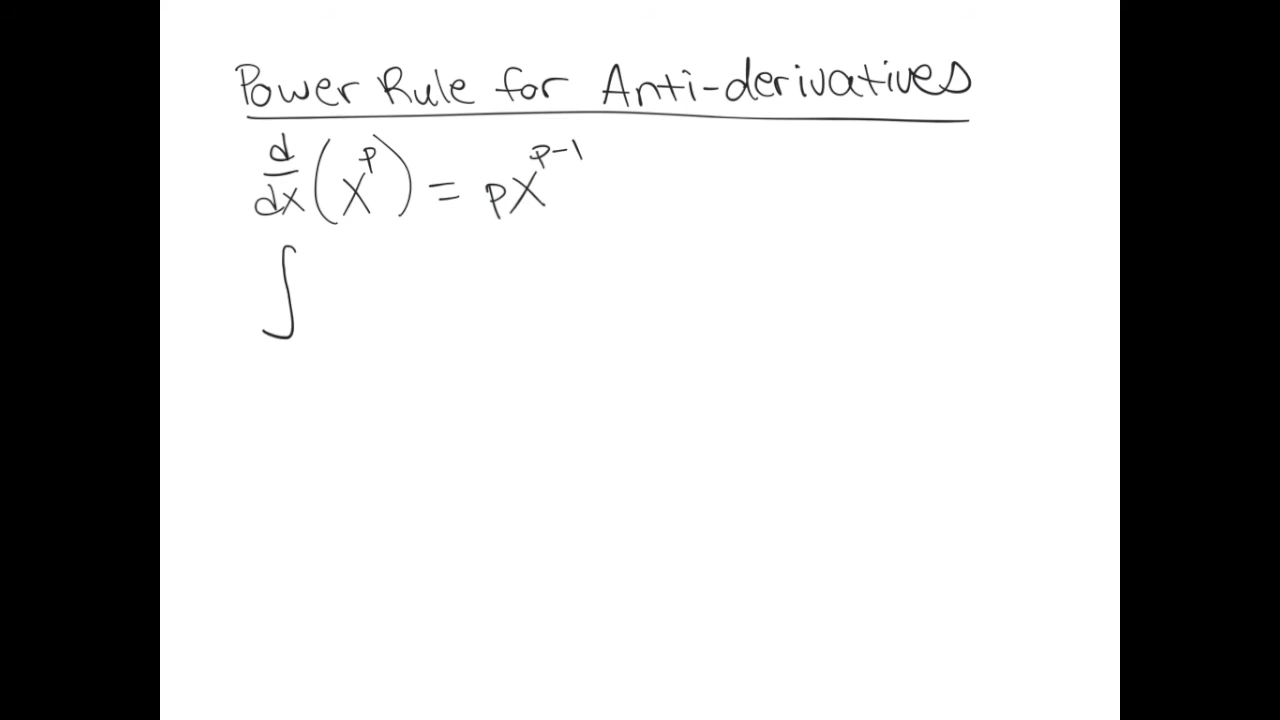 Power Rule for Anti-derivatives
d/dx (x^p) = px^(p-1)
∫